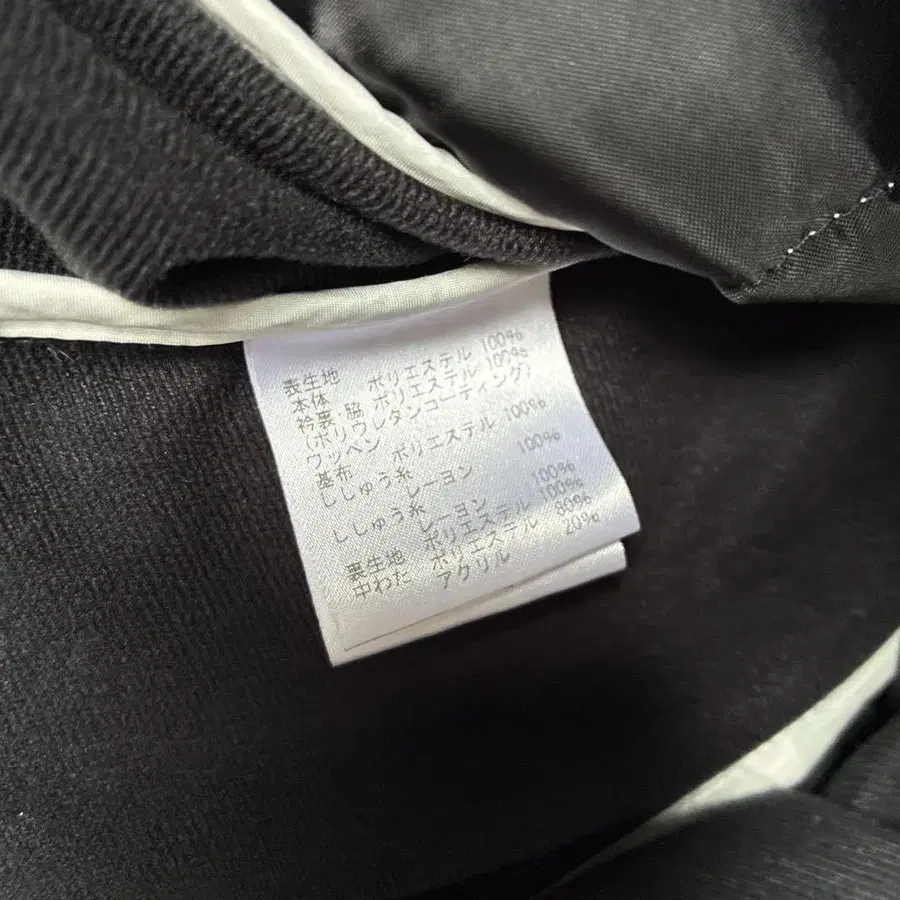 表生地
本体 ポリエステル 100%
衿裏・脇 ポリエステル 100%
(ポリウレタンコーティング)
ワッペン
基布 ポリエステル 100%
ししゅう糸
レーヨン 100%
ししゅう糸
レーヨン 100%
裏生地 ポリエステル 100%
中わた ポリエステル 80%
アクリル 20%